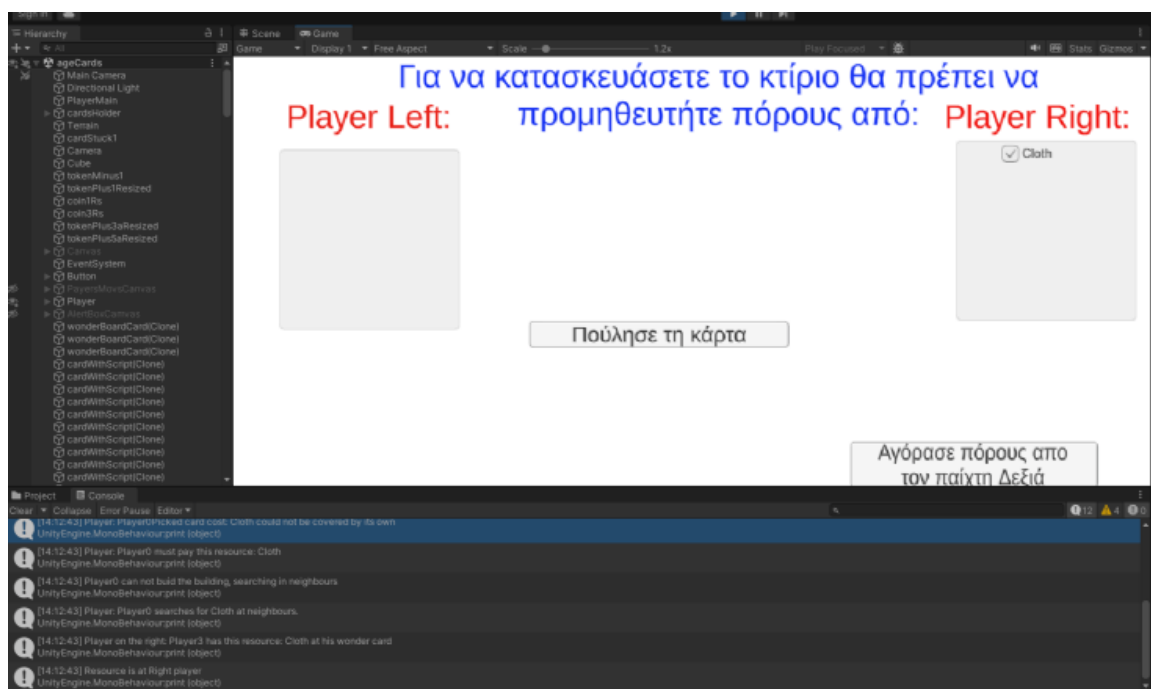 Sign in
Hierarchy
All
ageCards
Main Camera
Directional Light
PlayerMain
cardsHolder
Terrain
cardStuck1
Camera
Cube
tokenMinus1
tokenPlus1Resized
coin1Rs
coin3Rs
tokenPlus3aResized
tokenPlus5aResized
Canvas
EventSystem
Button
PayersMovsCanvas
Player
AlertBoxCamvas
wonderBoardCard(Clone)
wonderBoardCard(Clone)
wonderBoardCard(Clone)
cardWithScript(Clone)
cardWithScript(Clone)
cardWithScript(Clone)
cardWithScript(Clone)
cardWithScript(Clone)
cardWithScript(Clone)
cardWithScript(Clone)
cardWithScript(Clone)
cardWithScript(Clone)
Scene Game
Game Display 1 Free Aspect Scale 1.2x Play Focused Stats Gizmos
Για να κατασκευάσετε το κτίριο θα πρέπει να
προμηθευτήτε πόρους από:
Player Left:
Player Right:
Cloth
Πούλησε τη κάρτα
Αγόρασε πόρους απο
τον παίχτη Δεξιά
Project Console
Clear Collapse Error Pause Editor 12 4 0
[14:12:43] Player: Player0Picked card cost: Cloth could not be covered by its own
UnityEngine.MonoBehaviour:print (object)
[14:12:43] Player: Player0 must pay this resource: Cloth
UnityEngine.MonoBehaviour:print (object)
[14:12:43] Player0 can not buid the building, searching in neighbours
UnityEngine.MonoBehaviour:print (object)
[14:12:43] Player: Player0 searches for Cloth at neighbours.
UnityEngine.MonoBehaviour:print (object)
[14:12:43] Player on the right: Player3 has this resource: Cloth at his wonder card
UnityEngine.MonoBehaviour:print (object)
[14:12:43] Resource is at Right player
UnityEngine.MonoBehaviour:print (object)